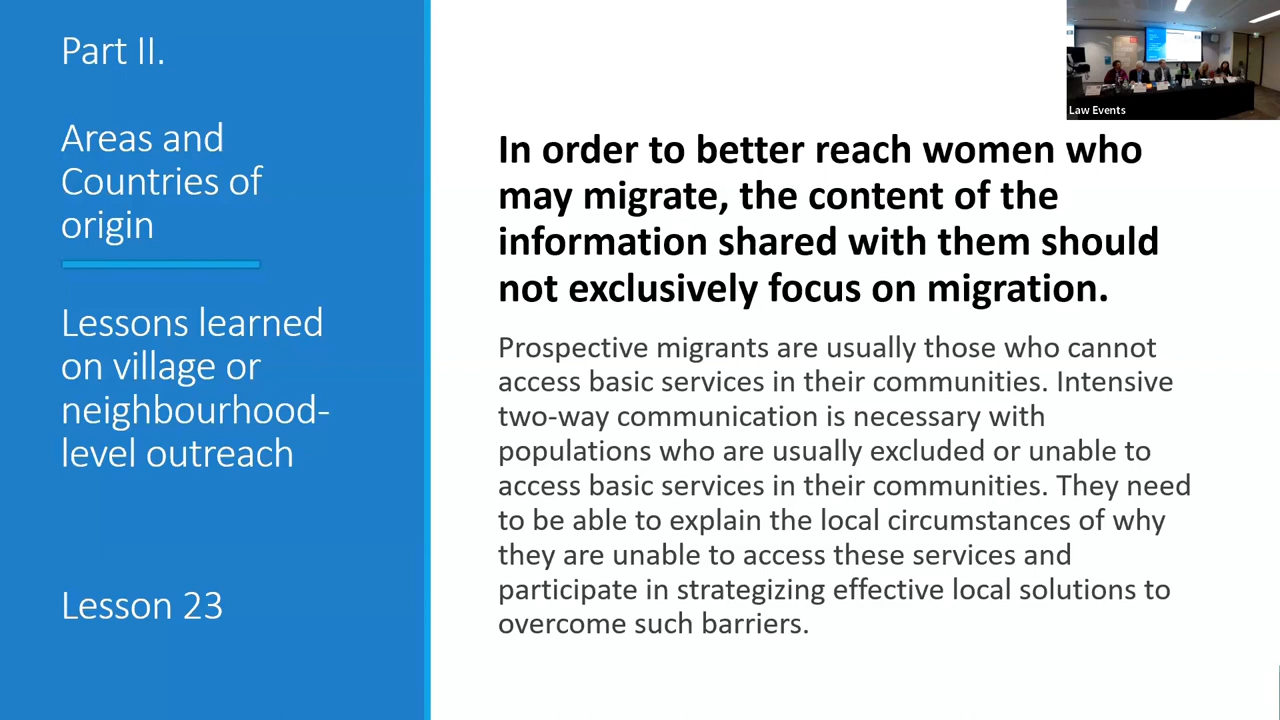 Part II.
Areas and
Countries of
origin
Lessons learned
on village or
neighbourhood-
level outreach
Lesson 23
In order to better reach women who
may migrate, the content of the
information shared with them should
not exclusively focus on migration.
Prospective migrants are usually those who cannot
access basic services in their communities. Intensive
two-way communication is necessary with
populations who are usually excluded or unable to
access basic services in their communities. They need
to be able to explain the local circumstances of why
they are unable to access these services and
participate in strategizing effective local solutions to
overcome such barriers.
Law Events